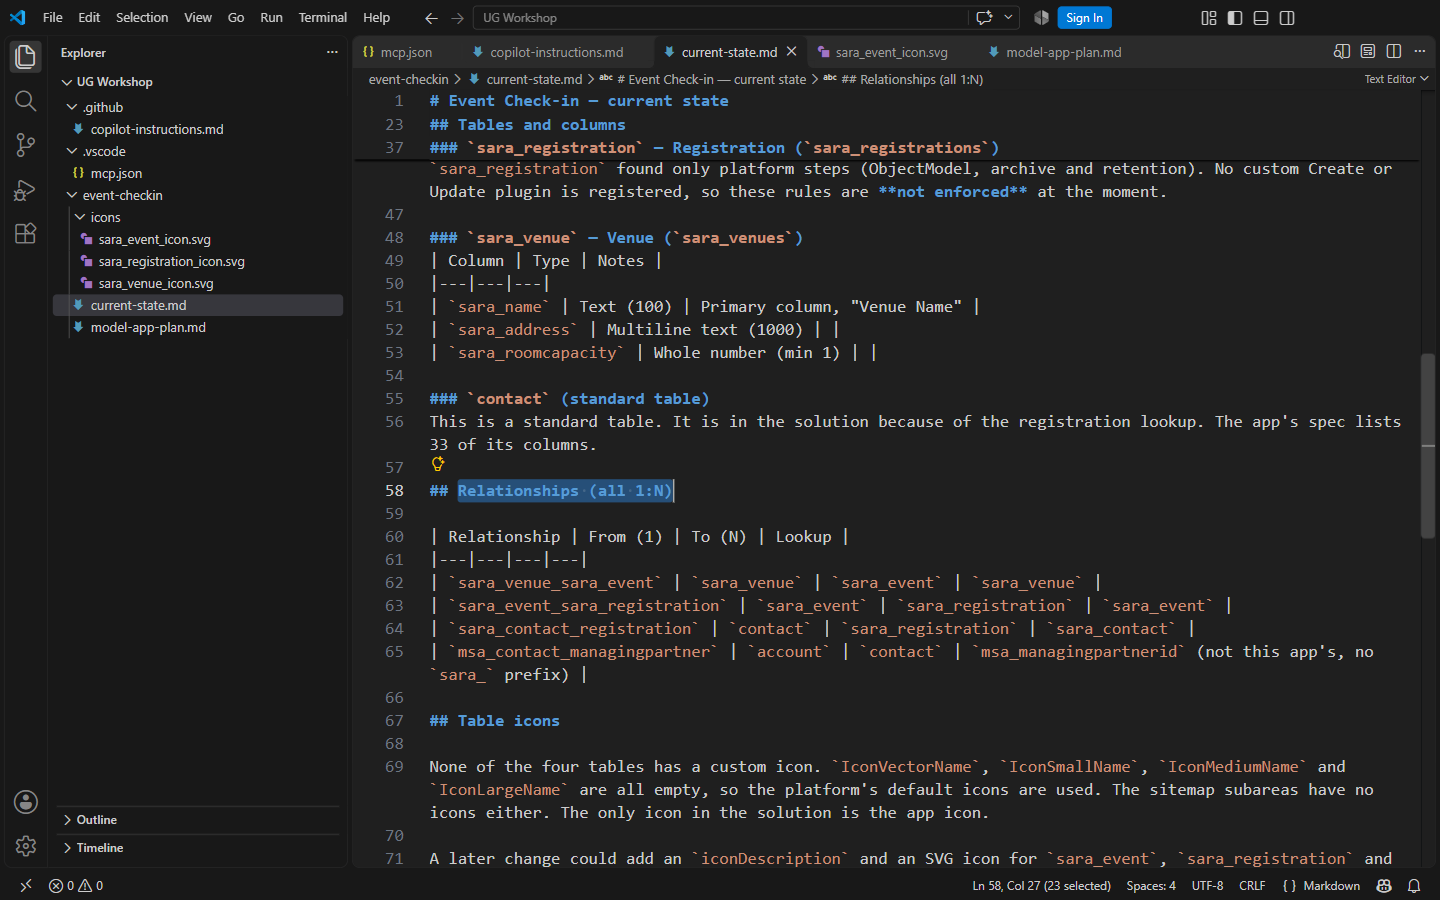 File Edit Selection View Go Run Terminal Help
UG Workshop
Sign In
Explorer
UG Workshop
.github
copilot-instructions.md
.vscode
mcp.json
event-checkin
icons
sara_event_icon.svg
sara_registration_icon.svg
sara_venue_icon.svg
current-state.md
model-app-plan.md
Outline
Timeline
mcp.json copilot-instructions.md current-state.md sara_event_icon.svg model-app-plan.md
event-checkin > current-state.md > abc # Event Check-in — current state > abc ## Relationships (all 1:N)
Text Editor
1 # Event Check-in — current state
23 ## Tables and columns
37 ### `sara_registration` — Registration (`sara_registrations`)
`sara_registration` found only platform steps (ObjectModel, archive and retention). No custom Create or
Update plugin is registered, so these rules are **not enforced** at the moment.
47
48 ### `sara_venue` — Venue (`sara_venues`)
49 | Column | Type | Notes |
50 |---|---|---|
51 | `sara_name` | Text (100) | Primary column, "Venue Name" |
52 | `sara_address` | Multiline text (1000) | |
53 | `sara_roomcapacity` | Whole number (min 1) | |
54
55 ### `contact` (standard table)
56 This is a standard table. It is in the solution because of the registration lookup. The app's spec lists
33 of its columns.
57
58 ## Relationships (all 1:N)
59
60 | Relationship | From (1) | To (N) | Lookup |
61 |---|---|---|---|
62 | `sara_venue_sara_event` | `sara_venue` | `sara_event` | `sara_venue` |
63 | `sara_event_sara_registration` | `sara_event` | `sara_registration` | `sara_event` |
64 | `sara_contact_registration` | `contact` | `sara_registration` | `sara_contact` |
65 | `msa_contact_managingpartner` | `account` | `contact` | `msa_managingpartnerid` (not this app's, no
`sara_` prefix) |
66
67 ## Table icons
68
69 None of the four tables has a custom icon. `IconVectorName`, `IconSmallName`, `IconMediumName` and
`IconLargeName` are all empty, so the platform's default icons are used. The sitemap subareas have no
icons either. The only icon in the solution is the app icon.
70
71 A later change could add an `iconDescription` and an SVG icon for `sara_event`, `sara_registration` and
0 0
Ln 58, Col 27 (23 selected) Spaces: 4 UTF-8 CRLF { } Markdown